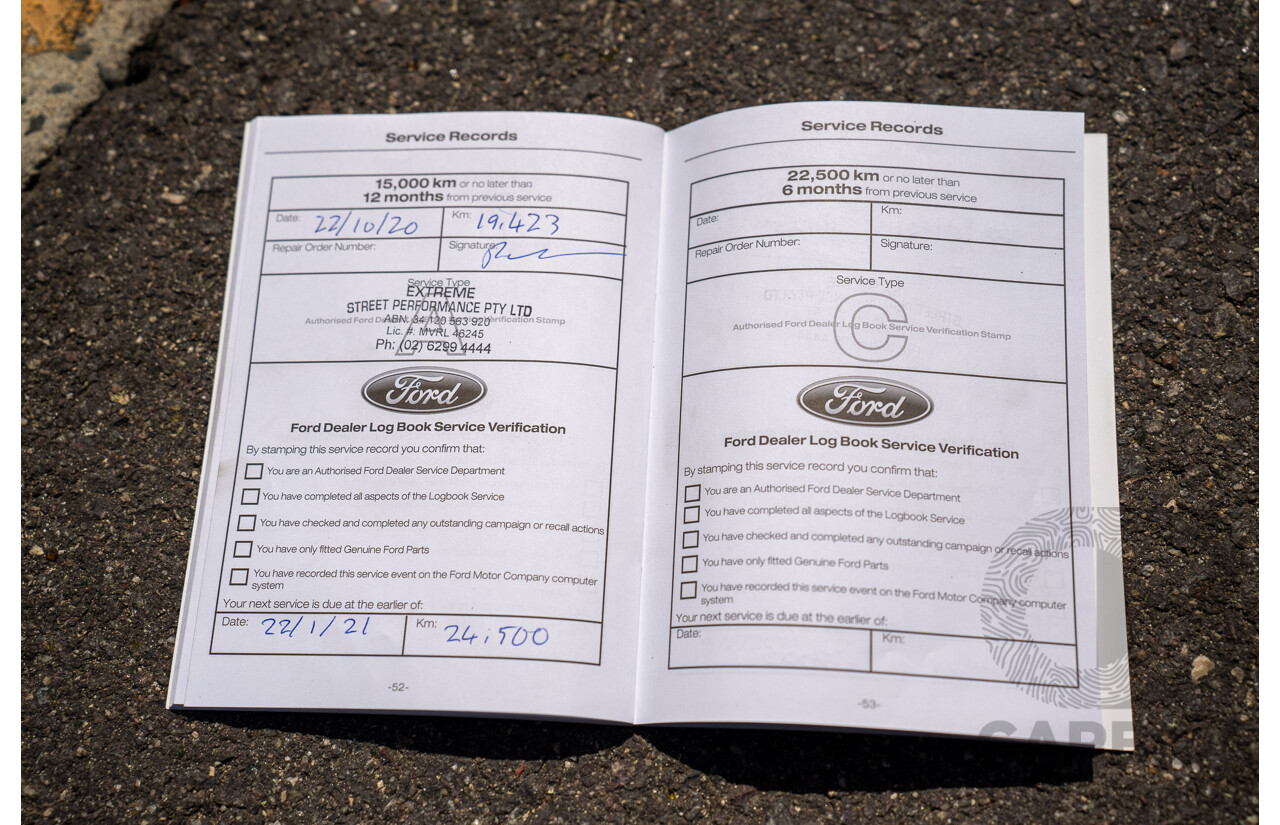 Service Records
15,000 km or no later than
12 months from previous service
Date: 22/10/20
Km: 19,423
Repair Order Number:
Signature:
Service Type
A
EXTREME
STREET PERFORMANCE PTY LTD
ABN. 34 120 563 920
Authorised Ford Dealer Log Book Service Verification Stamp
Lic. #. MVRL 46245
Ph: (02) 6299 4444
Ford
Ford Dealer Log Book Service Verification
By stamping this service record you confirm that:
You are an Authorised Ford Dealer Service Department
You have completed all aspects of the Logbook Service
You have checked and completed any outstanding campaign or recall actions
You have only fitted Genuine Ford Parts
You have recorded this service event on the Ford Motor Company computer
system
Your next service is due at the earlier of:
Date: 22/1/21
Km: 24,500
-52-
Service Records
22,500 km or no later than
6 months from previous service
Date:
Km:
Repair Order Number:
Signature:
Service Type
C
Authorised Ford Dealer Log Book Service Verification Stamp
Ford
Ford Dealer Log Book Service Verification
By stamping this service record you confirm that:
You are an Authorised Ford Dealer Service Department
You have completed all aspects of the Logbook Service
You have checked and completed any outstanding campaign or recall actions
You have only fitted Genuine Ford Parts
You have recorded this service event on the Ford Motor Company computer
system
Your next service is due at the earlier of:
Date:
Km:
-53-